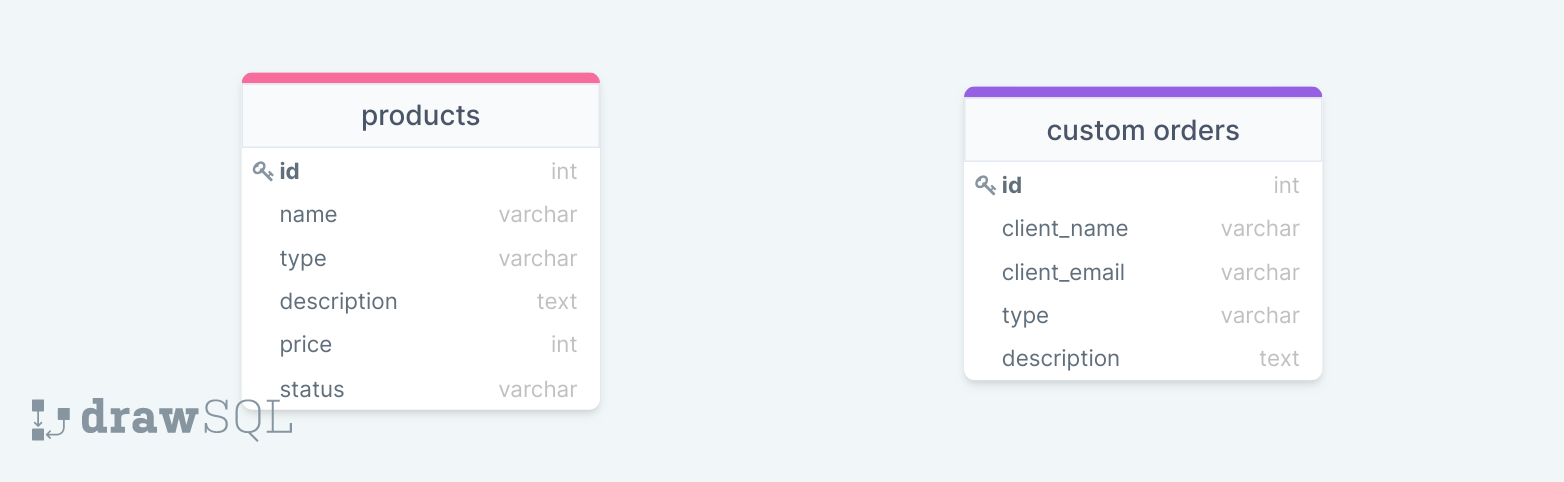 products
id int
name varchar
type varchar
description text
price int
status varchar
custom orders
id int
client_name varchar
client_email varchar
type varchar
description text
drawSQL